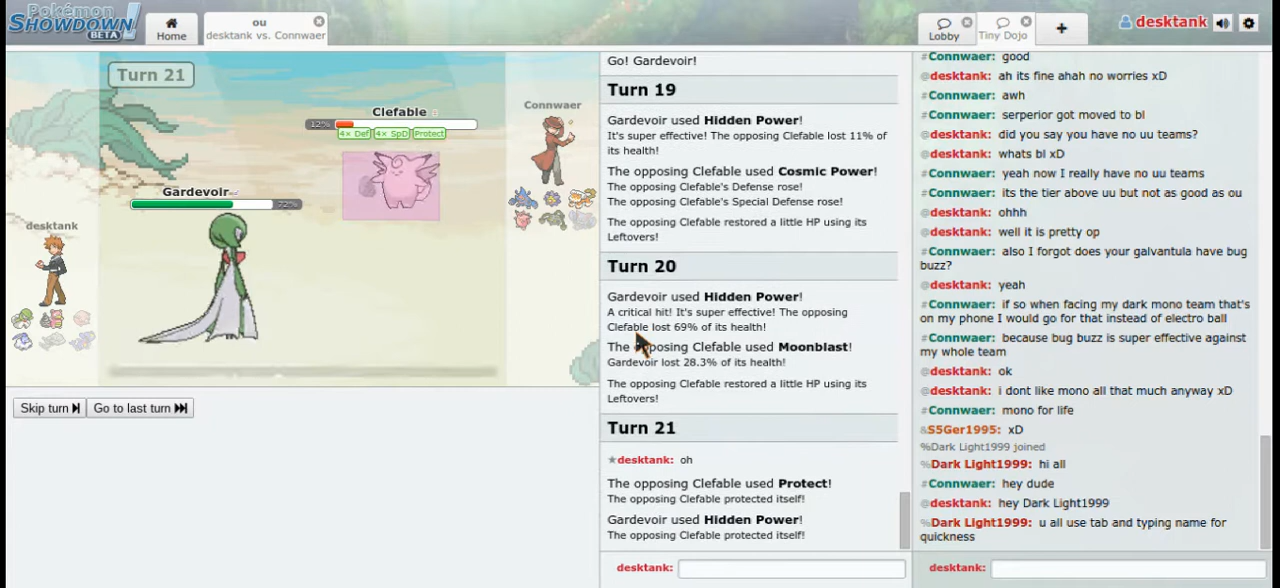 Pokémon
SHOWDOWN!
BETA
Home
ou
desktank vs. Connwaer
Lobby
Tiny Dojo
+
desktank
Turn 21
Clefable
12%
4× Def 4× SpD Protect
Connwaer
Gardevoir
72%
desktank
Skip turn
Go to last turn
Go! Gardevoir!
Turn 19
Gardevoir used Hidden Power!
It's super effective! The opposing Clefable lost 11% of
its health!
The opposing Clefable used Cosmic Power!
The opposing Clefable's Defense rose!
The opposing Clefable's Special Defense rose!
The opposing Clefable restored a little HP using its
Leftovers!
Turn 20
Gardevoir used Hidden Power!
A critical hit! It's super effective! The opposing
Clefable lost 69% of its health!
The opposing Clefable used Moonblast!
Gardevoir lost 28.3% of its health!
The opposing Clefable restored a little HP using its
Leftovers!
Turn 21
★desktank: oh
The opposing Clefable used Protect!
The opposing Clefable protected itself!
Gardevoir used Hidden Power!
The opposing Clefable protected itself!
desktank:
#Connwaer: good
@desktank: ah its fine ahah no worries xD
#Connwaer: awh
#Connwaer: serperior got moved to bl
@desktank: did you say you have no uu teams?
@desktank: whats bl xD
#Connwaer: yeah now I really have no uu teams
#Connwaer: its the tier above uu but not as good as ou
@desktank: ohhh
@desktank: well it is pretty op
#Connwaer: also I forgot does your galvantula have bug
buzz?
@desktank: yeah
#Connwaer: if so when facing my dark mono team that's
on my phone I would go for that instead of electro ball
#Connwaer: because bug buzz is super effective against
my whole team
@desktank: ok
@desktank: i dont like mono all that much anyway xD
#Connwaer: mono for life
&S5Ger1995: xD
%Dark Light1999 joined
%Dark Light1999: hi all
#Connwaer: hey dude
@desktank: hey Dark Light1999
%Dark Light1999: u all use tab and typing name for
quickness
desktank: